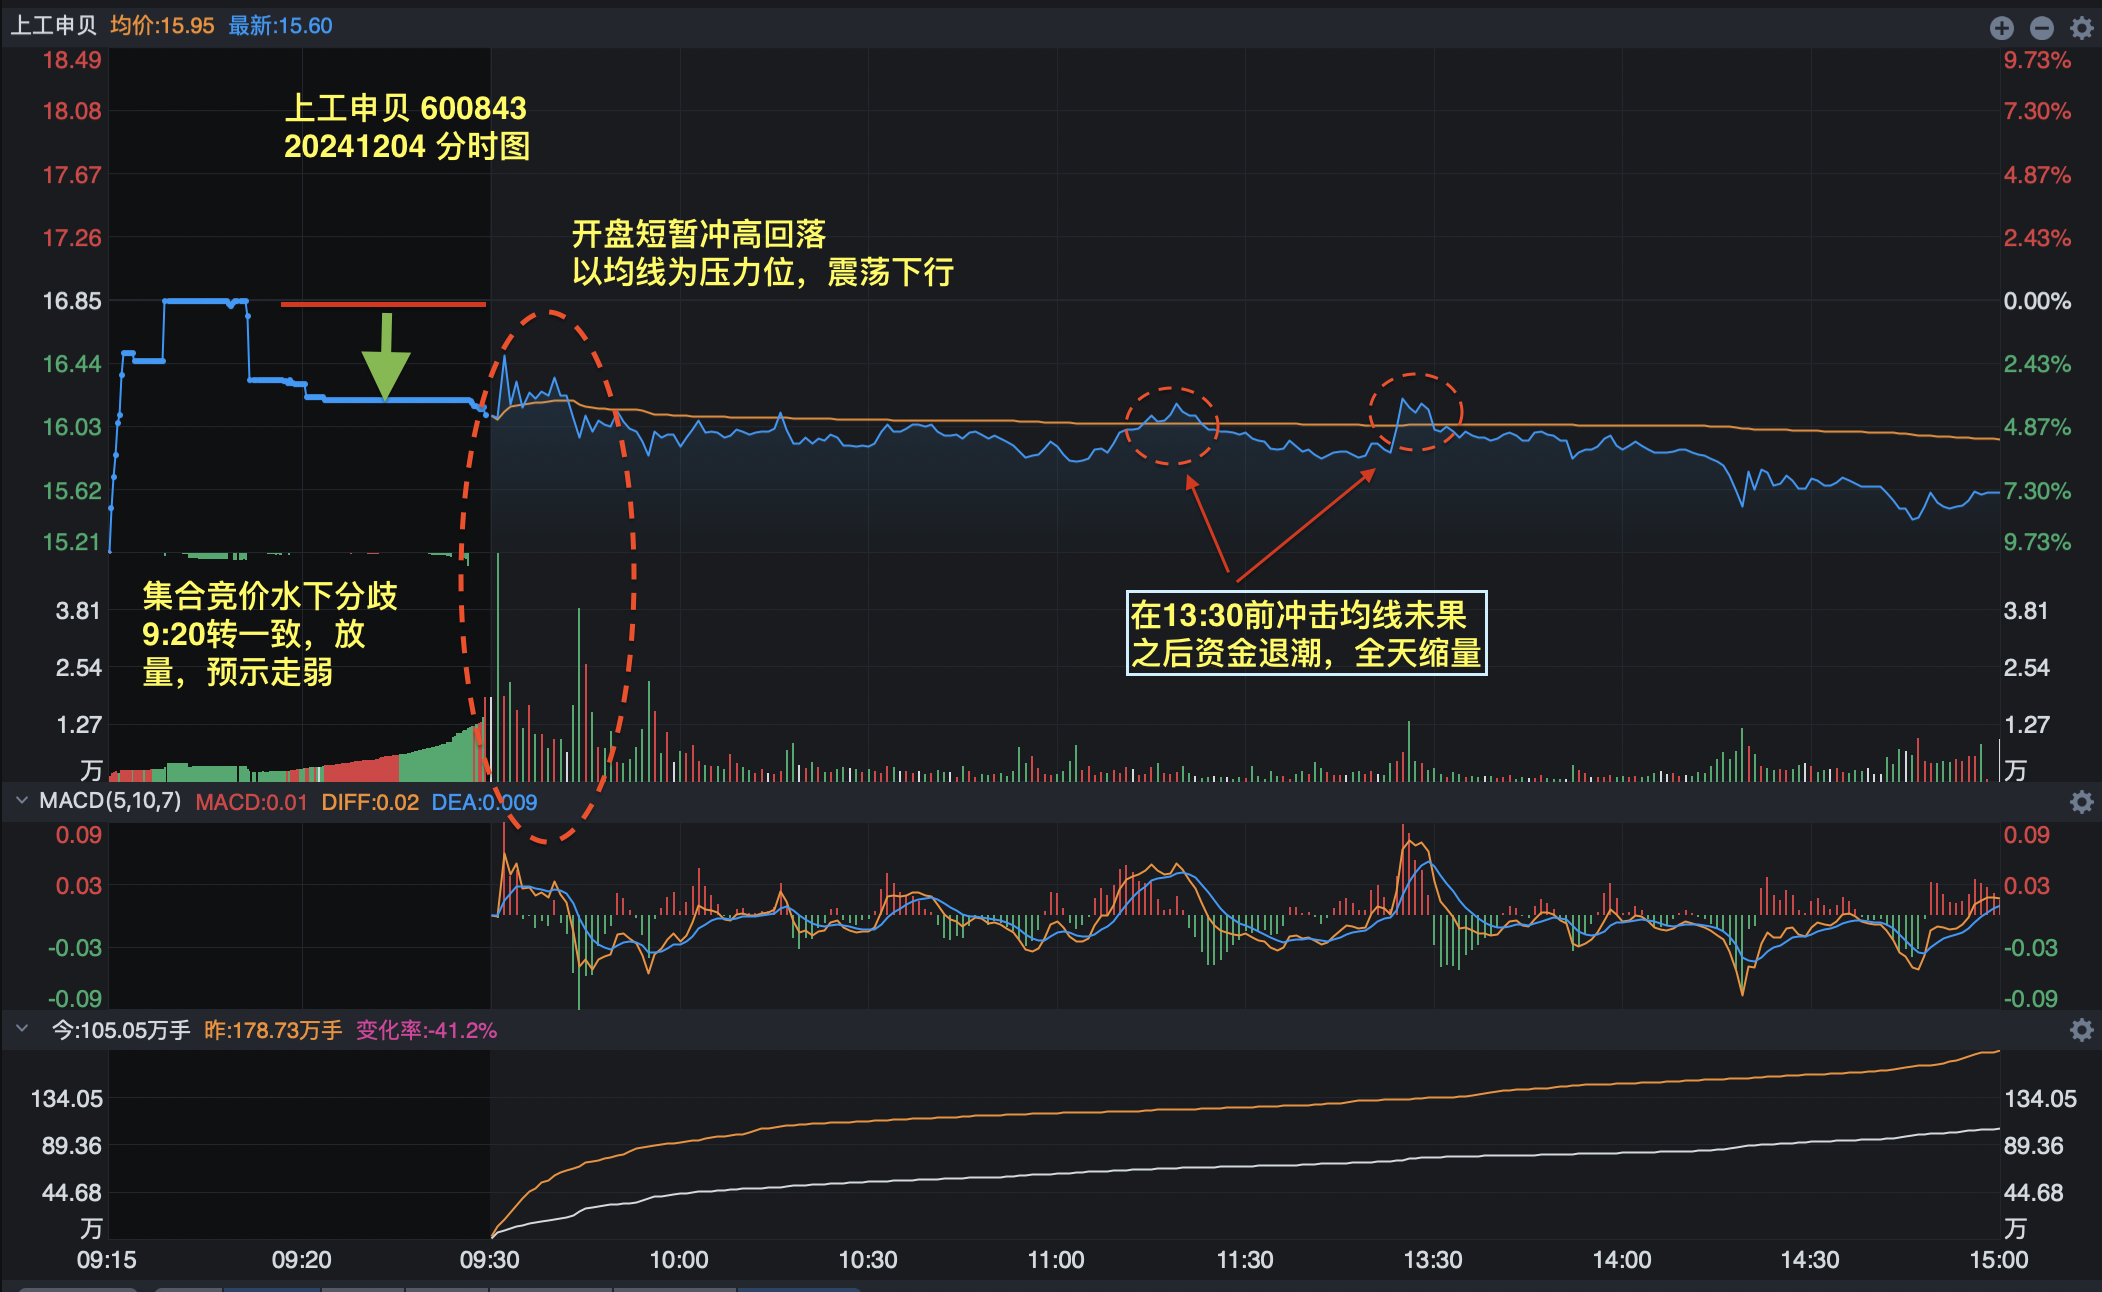 上工申贝 均价:15.95 最新:15.60
18.49 9.73%
18.08 7.30%
17.67 4.87%
17.26 2.43%
16.85 0.00%
16.44 2.43%
16.03 4.87%
15.62 7.30%
15.21 9.73%
3.81 3.81
2.54 2.54
1.27 1.27
万 万
上工申贝 600843
20241204 分时图
开盘短暂冲高回落
以均线为压力位，震荡下行
集合竞价水下分歧
9:20转一致，放
量，预示走弱
在13:30前冲击均线未果
之后资金退潮，全天缩量
MACD(5,10,7) MACD:0.01 DIFF:0.02 DEA:0.009
0.09 0.09
0.03 0.03
-0.03 -0.03
-0.09 -0.09
今:105.05万手 昨:178.73万手 变化率:-41.2%
134.05 134.05
89.36 89.36
44.68 44.68
万 万
09:15 09:20 09:30 10:00 10:30 11:00 11:30 13:30 14:00 14:30 15:00